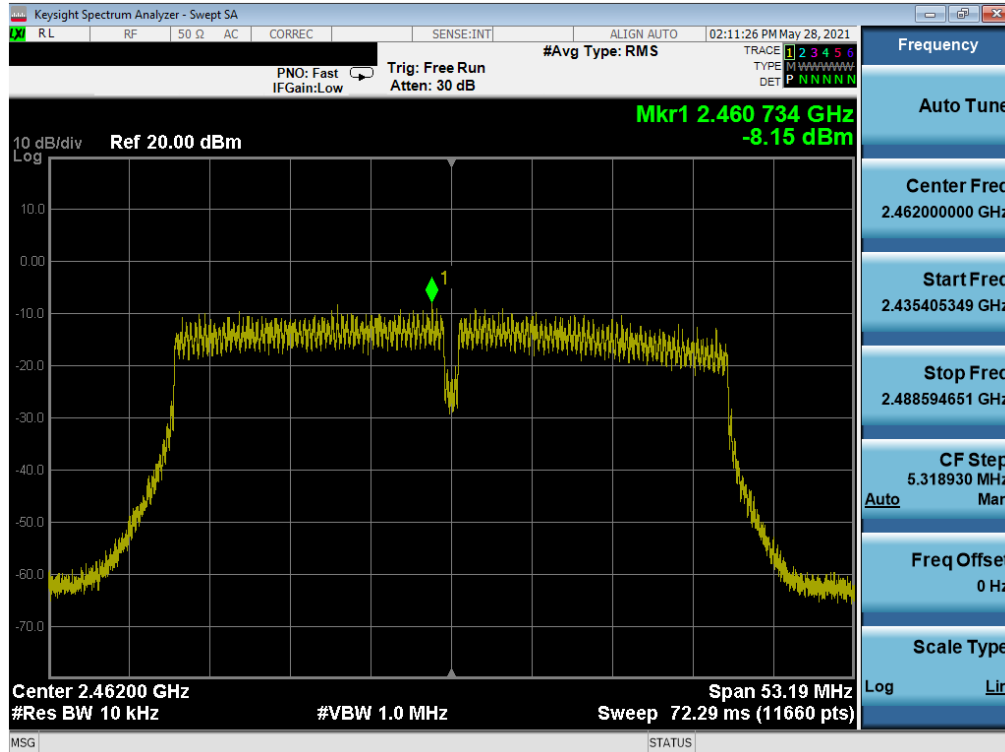 Keysight Spectrum Analyzer - Swept SA
LXI RL RF 50 Ω AC CORREC SENSE:INT ALIGN AUTO 02:11:26 PM May 28, 2021
#Avg Type: RMS
TRACE 1 2 3 4 5 6
TYPE M WWWWW
DET P N N N N N
PNO: Fast
IFGain:Low
Trig: Free Run
Atten: 30 dB
Mkr1 2.460 734 GHz
-8.15 dBm
10 dB/div Ref 20.00 dBm
Log
10.0
0.00
-10.0
-20.0
-30.0
-40.0
-50.0
-60.0
-70.0
1
Center 2.46200 GHz Span 53.19 MHz
#Res BW 10 kHz #VBW 1.0 MHz Sweep 72.29 ms (11660 pts)
MSG STATUS
Frequency
Auto Tune
Center Freq
2.462000000 GHz
Start Freq
2.435405349 GHz
Stop Freq
2.488594651 GHz
CF Step
5.318930 MHz
Auto Man
Freq Offset
0 Hz
Scale Type
Log Lin